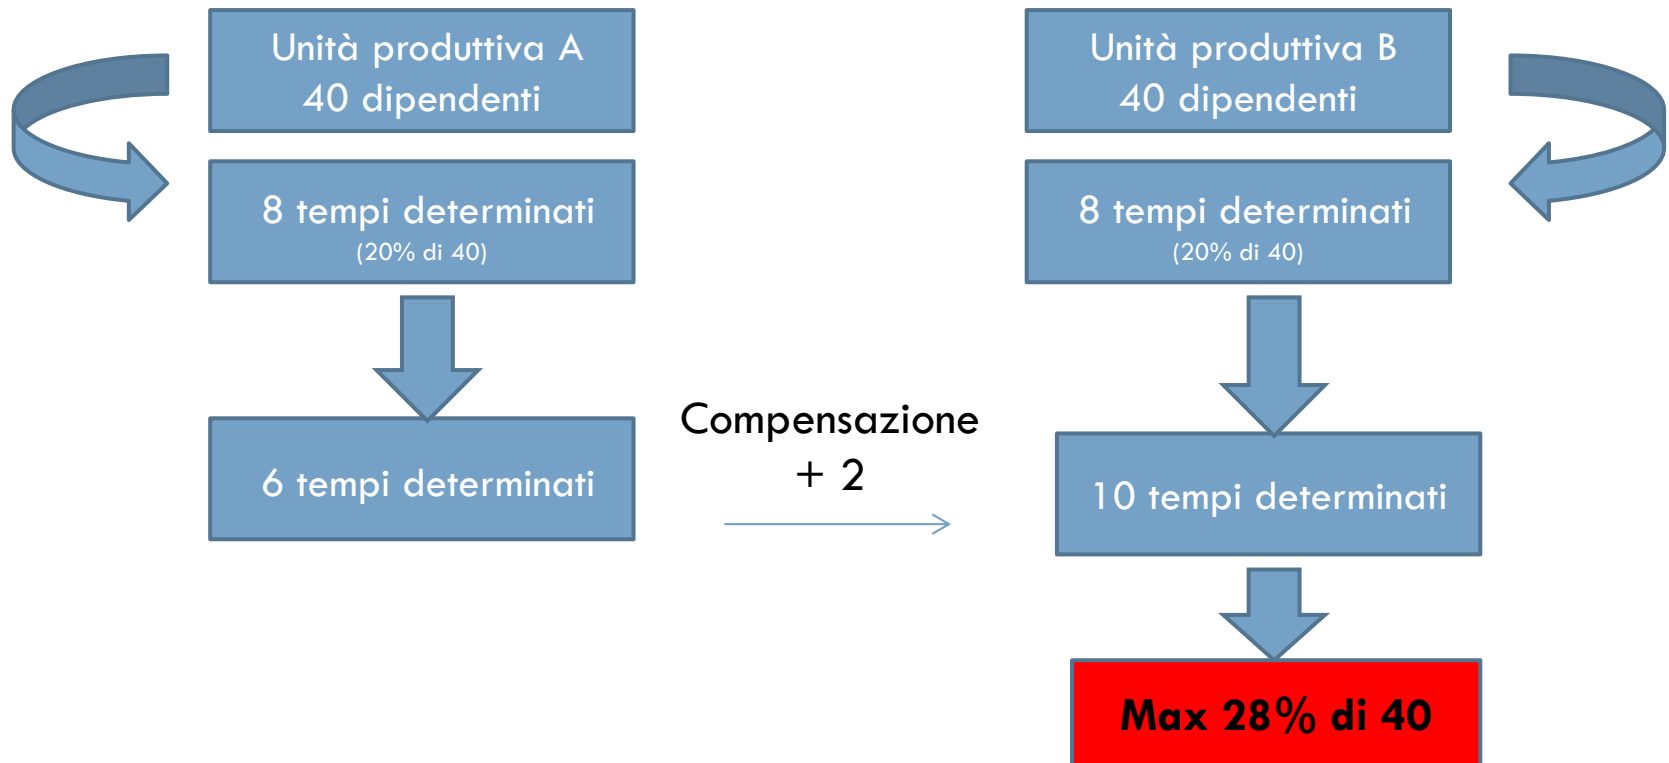 Unità produttiva A
40 dipendenti
8 tempi determinati
(20% di 40)
6 tempi determinati
Compensazione
+ 2
Unità produttiva B
40 dipendenti
8 tempi determinati
(20% di 40)
10 tempi determinati
Max 28% di 40